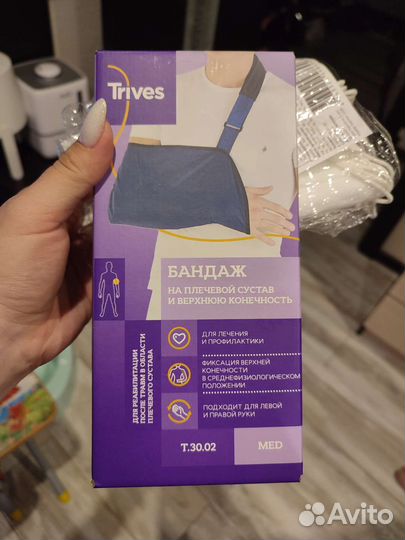 Trives
БАНДАЖ
НА ПЛЕЧЕВОЙ СУСТАВ
И ВЕРХНЮЮ КОНЕЧНОСТЬ
ДЛЯ РЕАБИЛИТАЦИИ
ПОСЛЕ ТРАВМ В ОБЛАСТИ
ПЛЕЧЕВОГО СУСТАВА
ДЛЯ ЛЕЧЕНИЯ
И ПРОФИЛАКТИКИ
ФИКСАЦИЯ ВЕРХНЕЙ
КОНЕЧНОСТИ
В СРЕДНЕФИЗИОЛОГИЧЕСКОМ
ПОЛОЖЕНИИ
ПОДХОДИТ ДЛЯ ЛЕВОЙ
И ПРАВОЙ РУКИ
T.30.02
MED
Avito